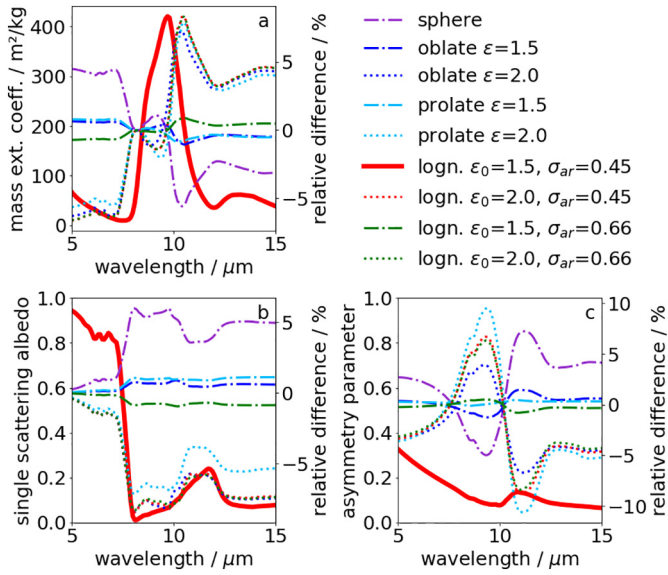 a
mass ext. coeff. / m²/kg
400
300
200
100
0
5
0
−5
relative difference / %
5
10
15
wavelength / μm
sphere
oblate ε=1.5
oblate ε=2.0
prolate ε=1.5
prolate ε=2.0
logn. ε₀=1.5, σₐᵣ=0.45
logn. ε₀=2.0, σₐᵣ=0.45
logn. ε₀=1.5, σₐᵣ=0.66
logn. ε₀=2.0, σₐᵣ=0.66
b
single scattering albedo
1.0
0.8
0.6
0.4
0.2
0.0
5
0
−5
relative difference / %
5
10
15
wavelength / μm
c
asymmetry parameter
1.0
0.8
0.6
0.4
0.2
0.0
10
5
0
−5
−10
relative difference / %
5
10
15
wavelength / μm